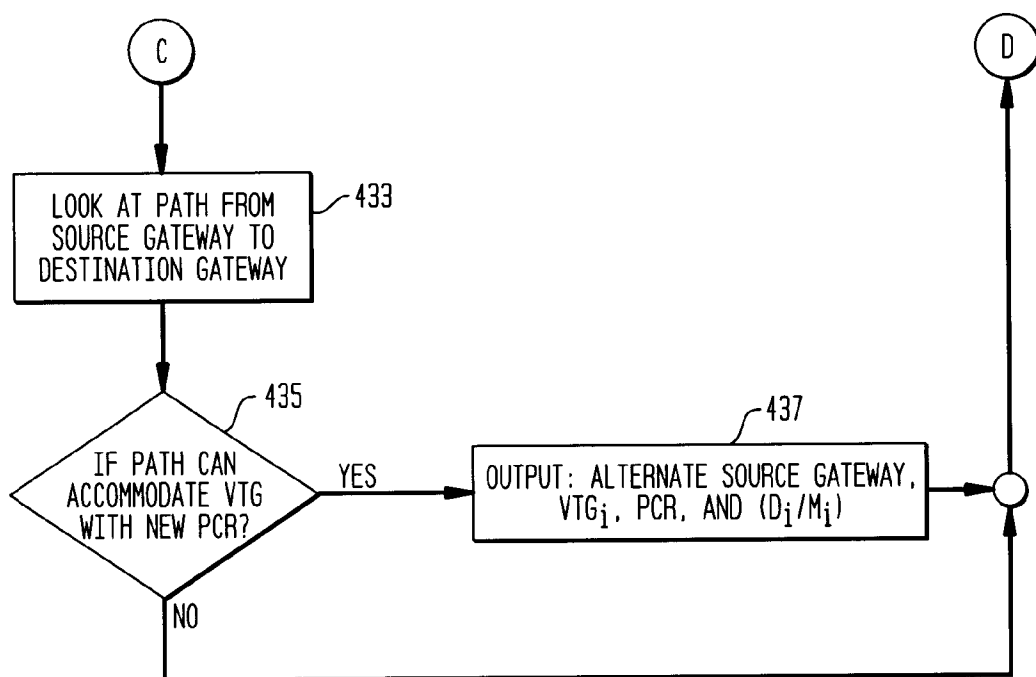 C
D
LOOK AT PATH FROM
SOURCE GATEWAY TO
DESTINATION GATEWAY
433
IF PATH CAN
ACCOMMODATE VTG
WITH NEW PCR?
435
YES
NO
OUTPUT: ALTERNATE SOURCE GATEWAY,
VTGi, PCR, AND (Di/Mi)
437